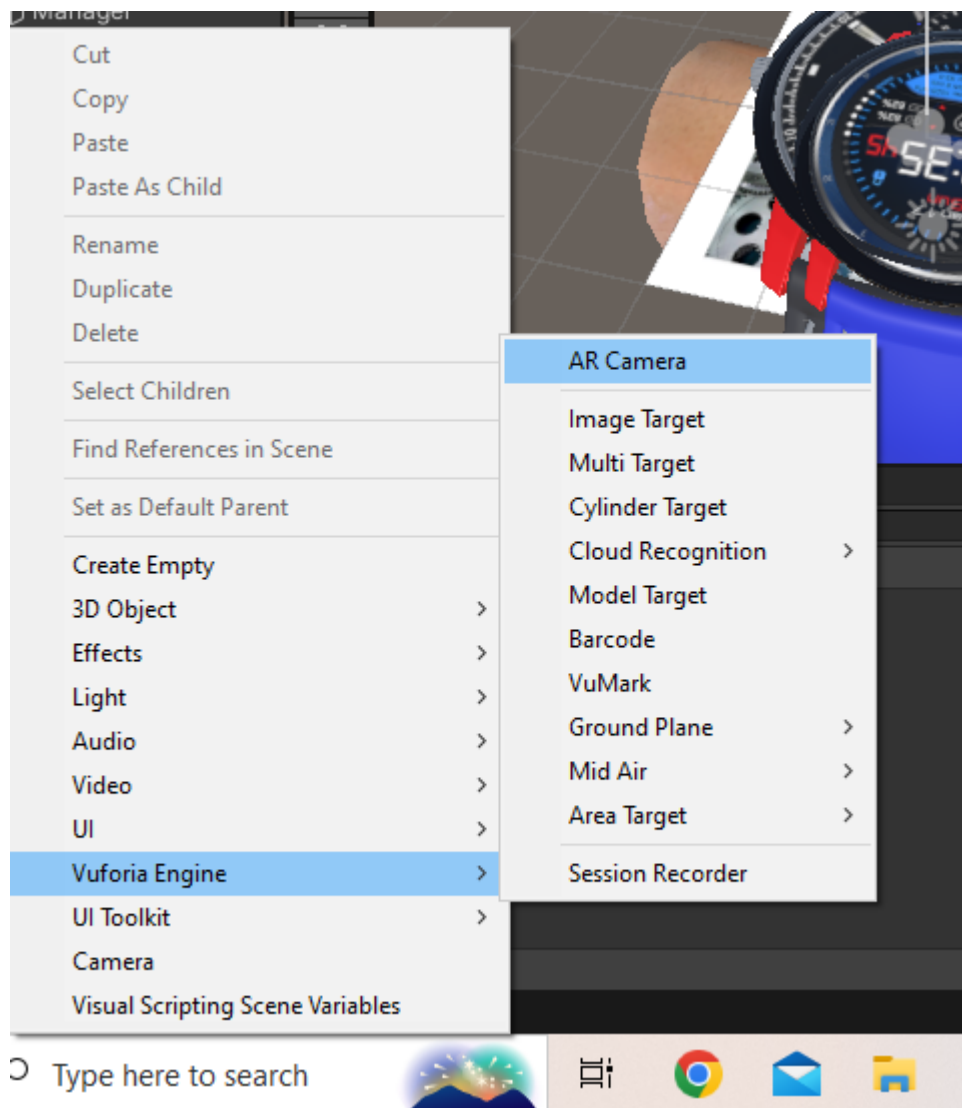 Manager
Cut
Copy
Paste
Paste As Child
Rename
Duplicate
Delete
Select Children
Find References in Scene
Set as Default Parent
Create Empty
3D Object
Effects
Light
Audio
Video
UI
Vuforia Engine
UI Toolkit
Camera
Visual Scripting Scene Variables
AR Camera
Image Target
Multi Target
Cylinder Target
Cloud Recognition
Model Target
Barcode
VuMark
Ground Plane
Mid Air
Area Target
Session Recorder
Type here to search